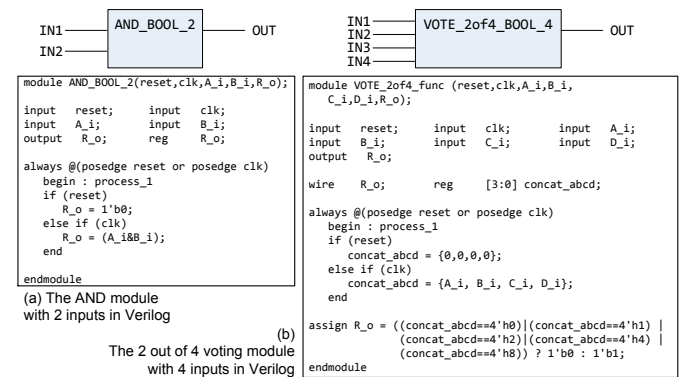 IN1
IN2
AND_BOOL_2
OUT
module AND_BOOL_2(reset,clk,A_i,B_i,R_o);
input reset; input clk;
input A_i; input B_i;
output R_o; reg R_o;
always @(posedge reset or posedge clk)
begin : process_1
if (reset)
R_o = 1'b0;
else if (clk)
R_o = (A_i&B_i);
end
endmodule
(a) The AND module
with 2 inputs in Verilog
IN1
IN2
IN3
IN4
VOTE_2of4_BOOL_4
OUT
module VOTE_2of4_func (reset,clk,A_i,B_i,
C_i,D_i,R_o);
input reset; input clk; input A_i;
input B_i; input C_i; input D_i;
output R_o;
wire R_o; reg [3:0] concat_abcd;
always @(posedge reset or posedge clk)
begin : process_1
if (reset)
concat_abcd = {0,0,0,0};
else if (clk)
concat_abcd = {A_i, B_i, C_i, D_i};
end
assign R_o = ((concat_abcd==4'h0)|(concat_abcd==4'h1) |
(concat_abcd==4'h2)|(concat_abcd==4'h4) |
(concat_abcd==4'h8)) ? 1'b0 : 1'b1;
endmodule
(b)
The 2 out of 4 voting module
with 4 inputs in Verilog